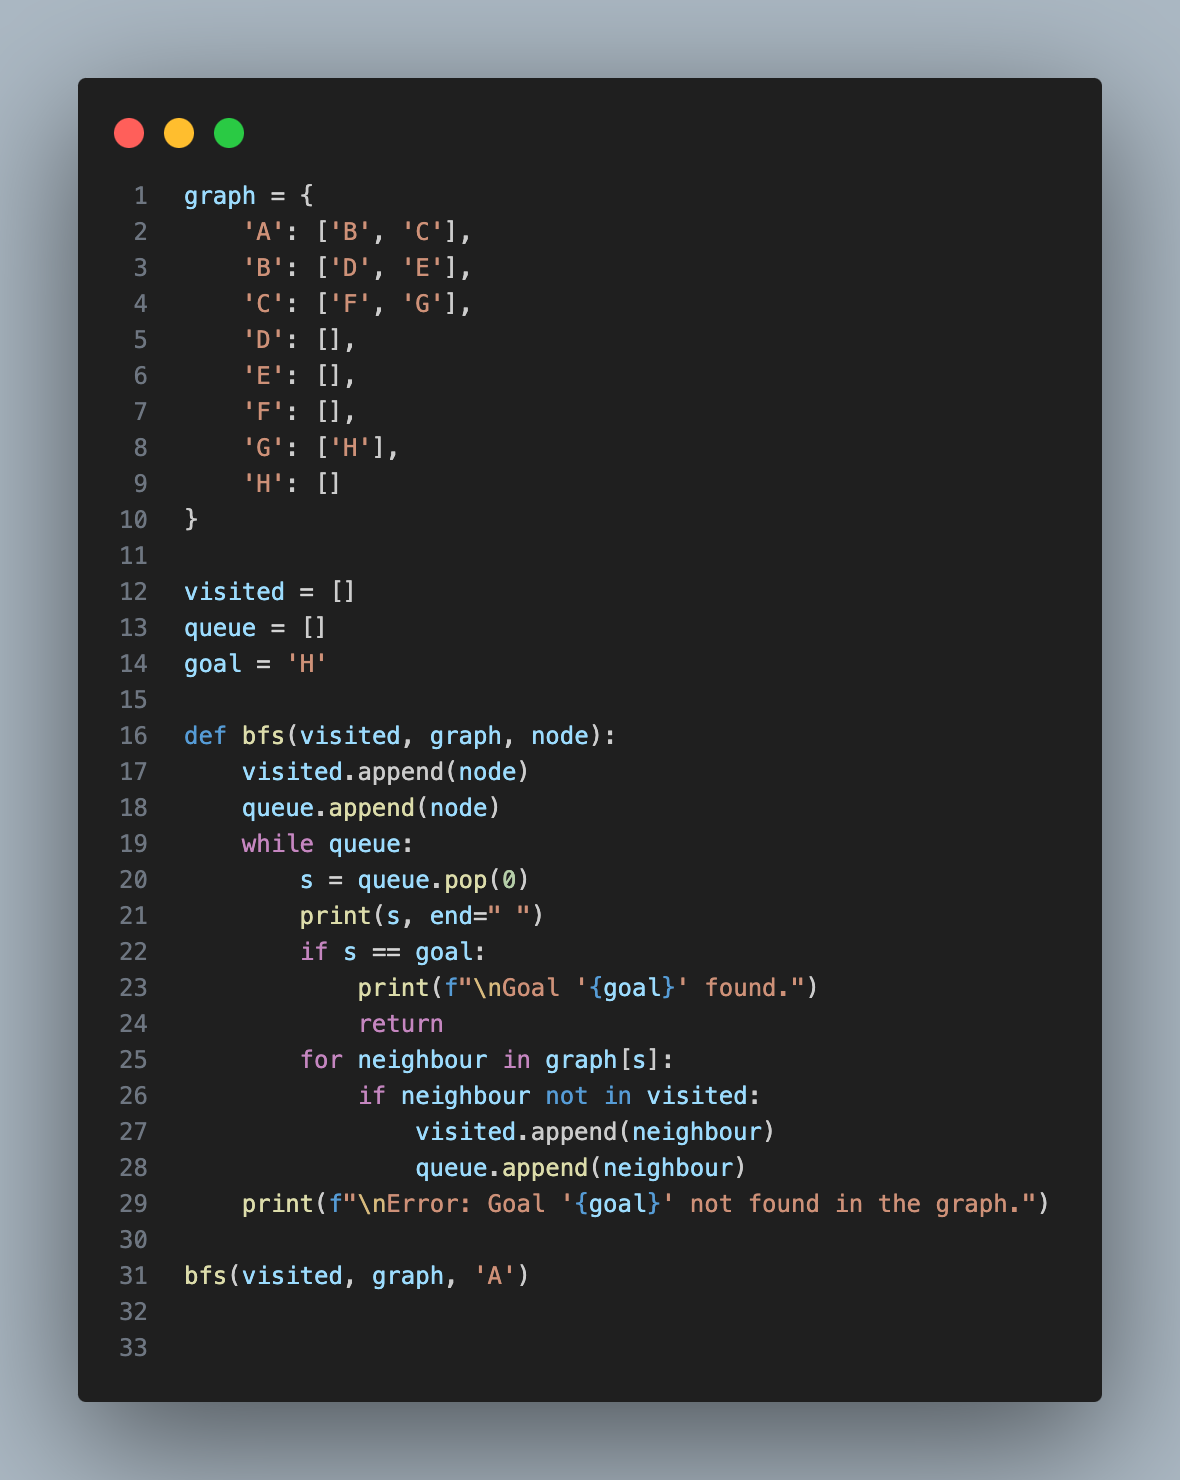 1 graph = {
2     'A': ['B', 'C'],
3     'B': ['D', 'E'],
4     'C': ['F', 'G'],
5     'D': [],
6     'E': [],
7     'F': [],
8     'G': ['H'],
9     'H': []
10 }
11
12 visited = []
13 queue = []
14 goal = 'H'
15
16 def bfs(visited, graph, node):
17     visited.append(node)
18     queue.append(node)
19     while queue:
20         s = queue.pop(0)
21         print(s, end=" ")
22         if s == goal:
23             print(f"\nGoal '{goal}' found.")
24             return
25         for neighbour in graph[s]:
26             if neighbour not in visited:
27                 visited.append(neighbour)
28                 queue.append(neighbour)
29     print(f"\nError: Goal '{goal}' not found in the graph.")
30
31 bfs(visited, graph, 'A')
32
33